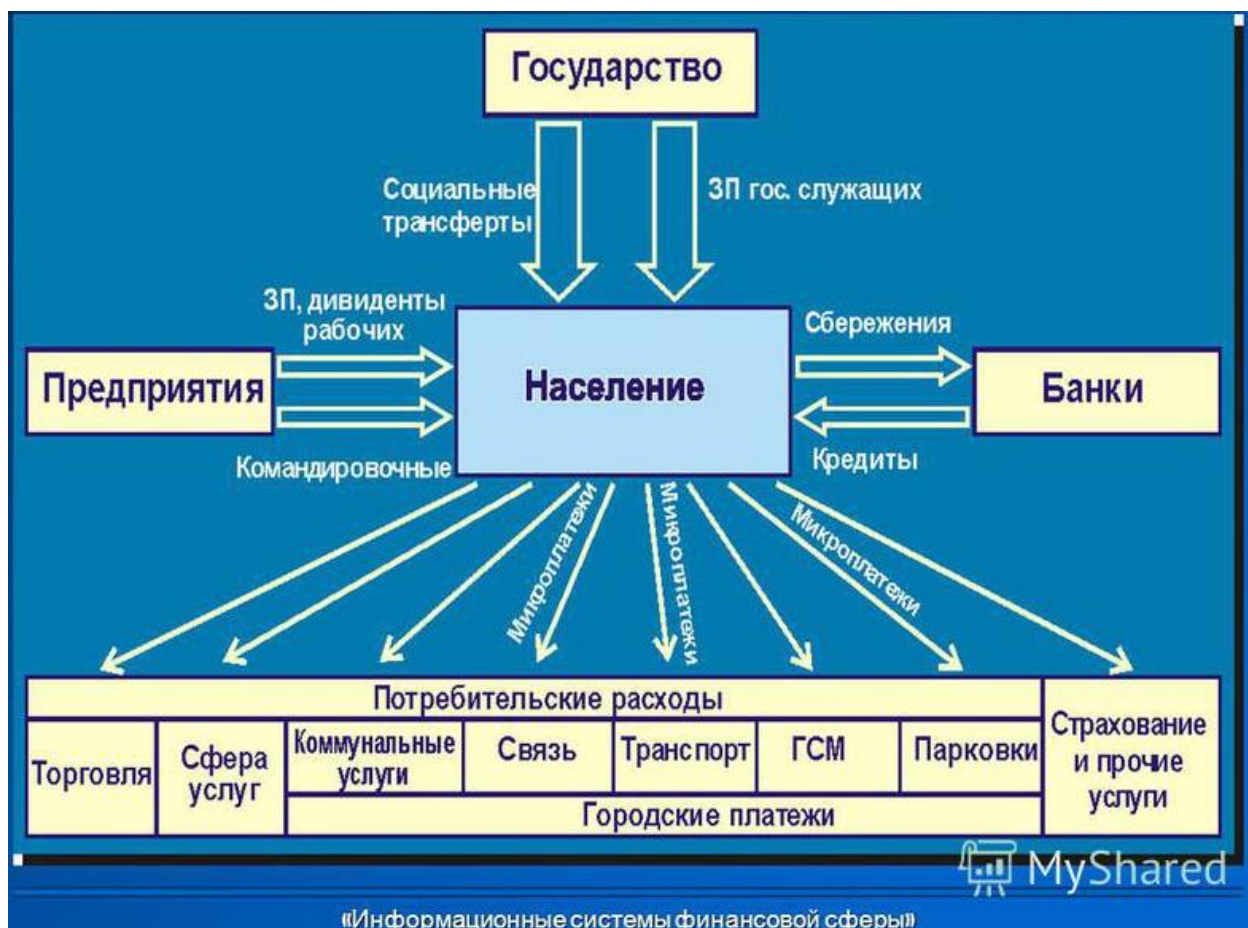 Государство
Социальные
трансферты
ЗП гос. служащих
ЗП, дивиденты
рабочих
Сбережения
Предприятия
Население
Банки
Командировочные
Кредиты
Микроплатежи
Микроплатежи
Микроплатежи
Потребительские расходы
Торговля
Сфера
услуг
Коммунальные
услуги
Связь
Транспорт
ГСМ
Парковки
Страхование
и прочие
услуги
Городские платежи
MyShared
«Информационные системы финансовой сферы»